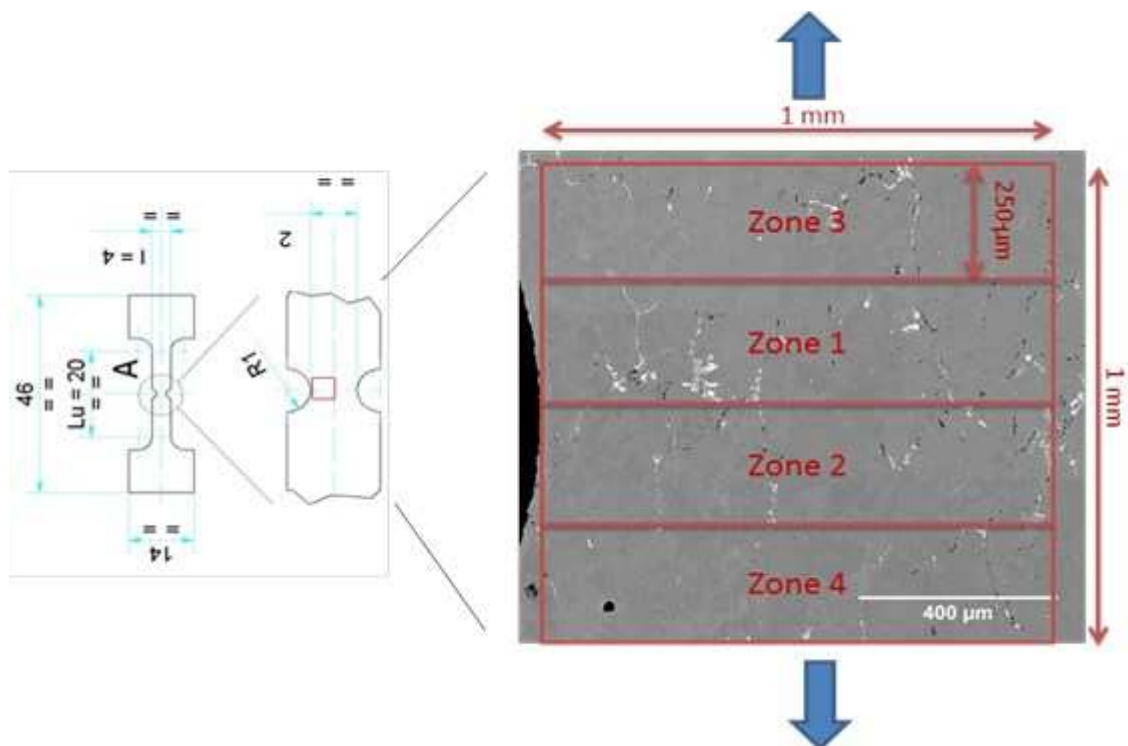 = =
l = 4
46
= =
Lu = 20
= =
A
= =
14
= =
2
R1
1 mm
Zone 3
250µm
Zone 1
Zone 2
Zone 4
400 µm
1 mm